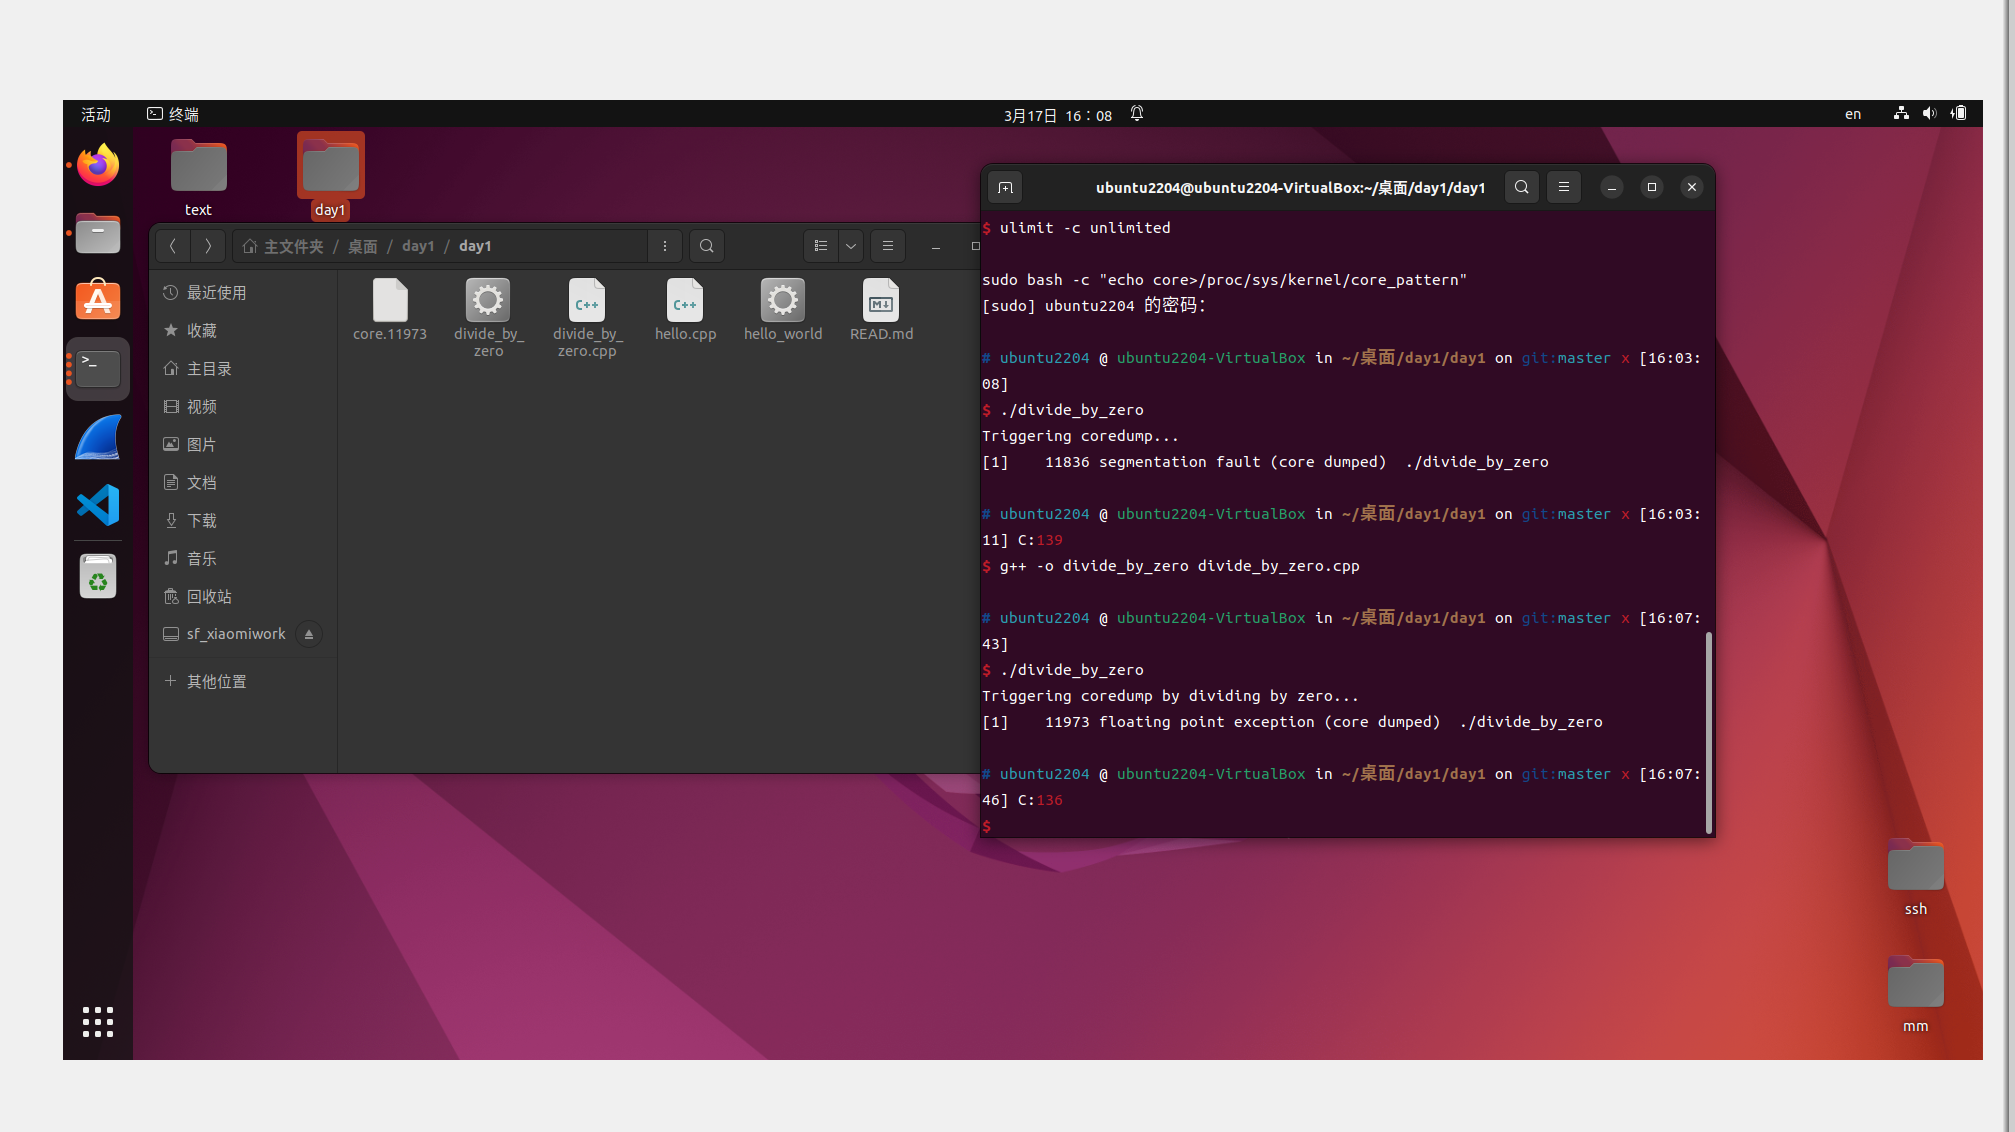 活动
终端
3月17日 16：08
en
text
day1
主文件夹 / 桌面 / day1 / day1
最近使用
收藏
主目录
视频
图片
文档
下载
音乐
回收站
sf_xiaomiwork
其他位置
core.11973
divide_by_
zero
divide_by_
zero.cpp
hello.cpp
hello_world
READ.md
ubuntu2204@ubuntu2204-VirtualBox:~/桌面/day1/day1
$ ulimit -c unlimited
sudo bash -c "echo core>/proc/sys/kernel/core_pattern"
[sudo] ubuntu2204 的密码：
# ubuntu2204 @ ubuntu2204-VirtualBox in ~/桌面/day1/day1 on git:master x [16:03:
08]
$ ./divide_by_zero
Triggering coredump...
[1]    11836 segmentation fault (core dumped)  ./divide_by_zero
# ubuntu2204 @ ubuntu2204-VirtualBox in ~/桌面/day1/day1 on git:master x [16:03:
11] C:139
$ g++ -o divide_by_zero divide_by_zero.cpp
# ubuntu2204 @ ubuntu2204-VirtualBox in ~/桌面/day1/day1 on git:master x [16:07:
43]
$ ./divide_by_zero
Triggering coredump by dividing by zero...
[1]    11973 floating point exception (core dumped)  ./divide_by_zero
# ubuntu2204 @ ubuntu2204-VirtualBox in ~/桌面/day1/day1 on git:master x [16:07:
46] C:136
$
ssh
mm